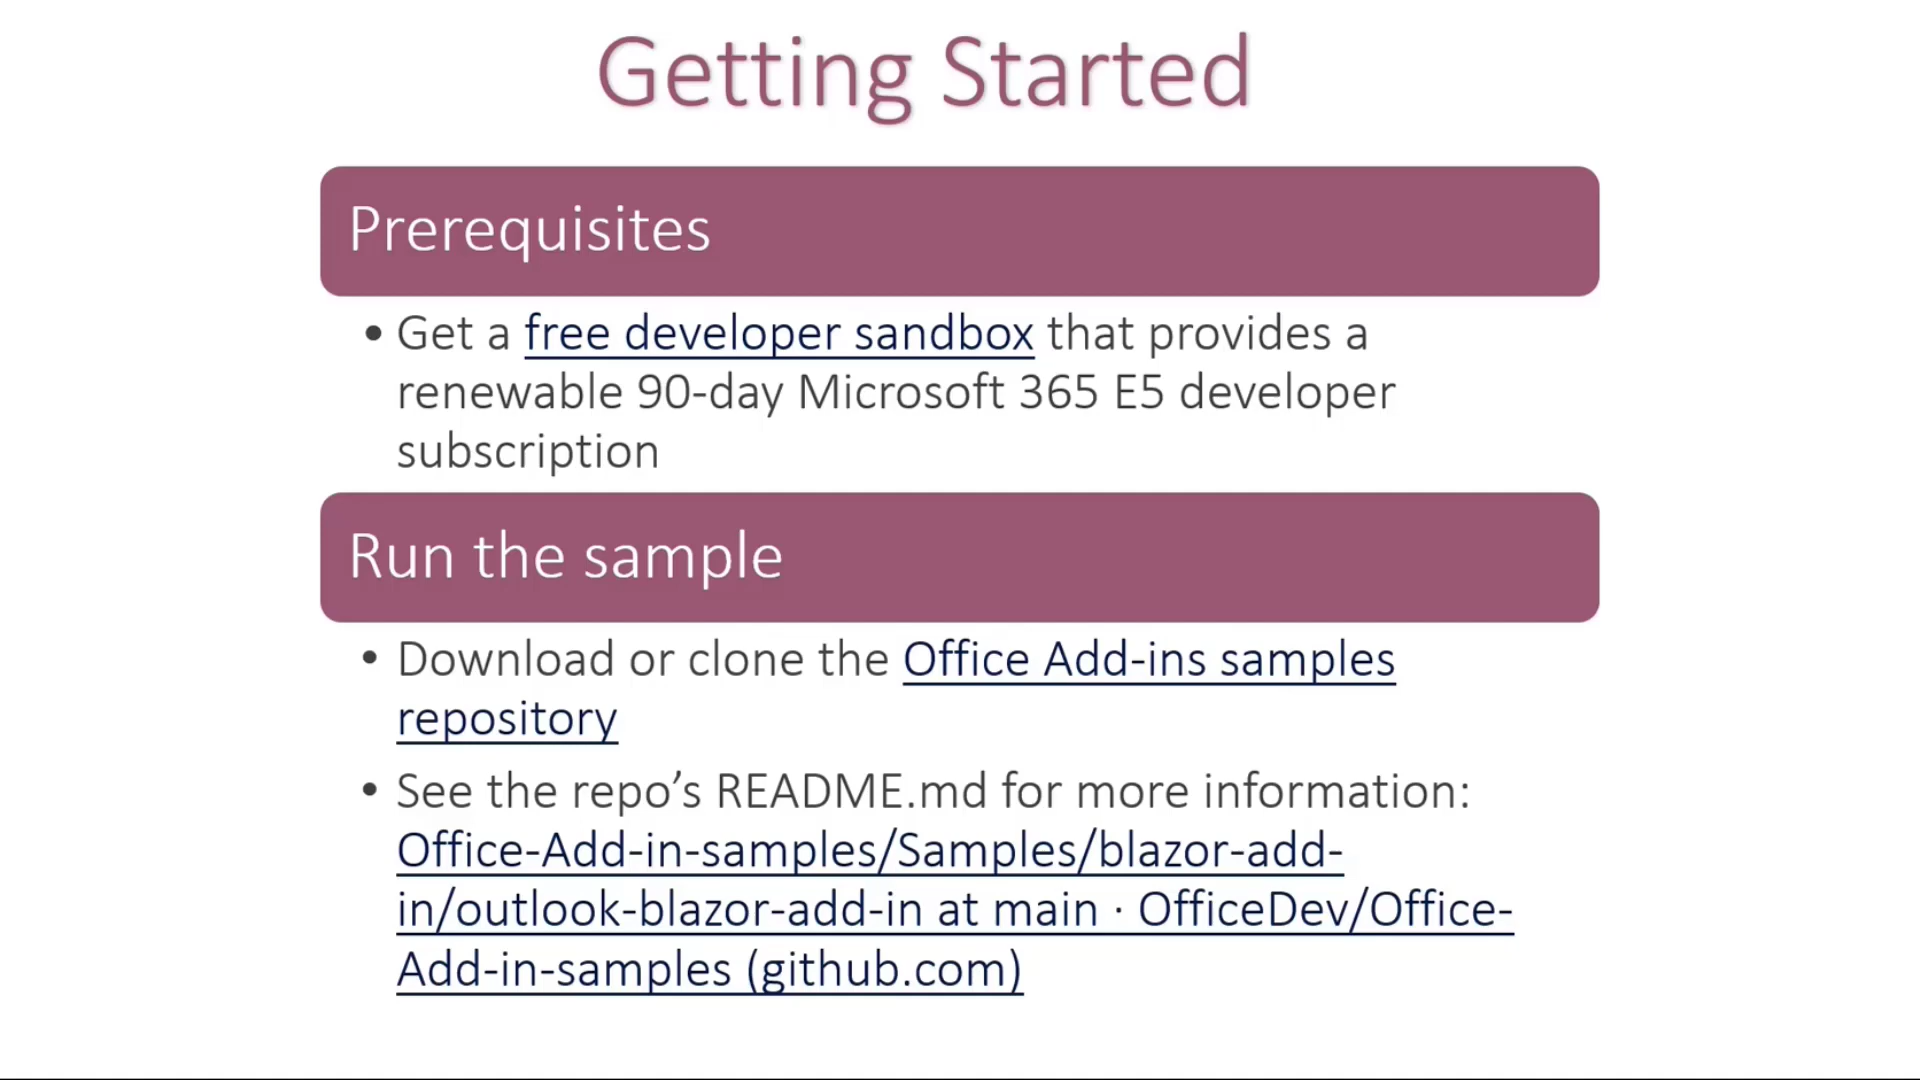 Getting Started
Prerequisites
• Get a free developer sandbox that provides a
renewable 90-day Microsoft 365 E5 developer
subscription
Run the sample
• Download or clone the Office Add-ins samples
repository
• See the repo’s README.md for more information:
Office-Add-in-samples/Samples/blazor-add-
in/outlook-blazor-add-in at main · OfficeDev/Office-
Add-in-samples (github.com)